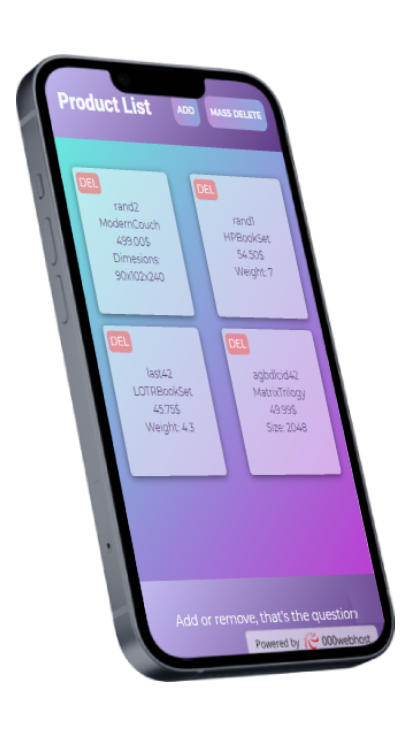 Product List
ADD
MASS DELETE
DEL
rand2
ModernCouch
499.00$
Dimesions:
90x102x240
DEL
rand1
HPBookSet
54.50$
Weight: 7
DEL
last42
LOTRBookSet
45.75$
Weight: 4.3
DEL
agbdlcid42
MatrixTrilogy
49.99$
Size: 2048
Add or remove, that's the question
Powered by 000webhost